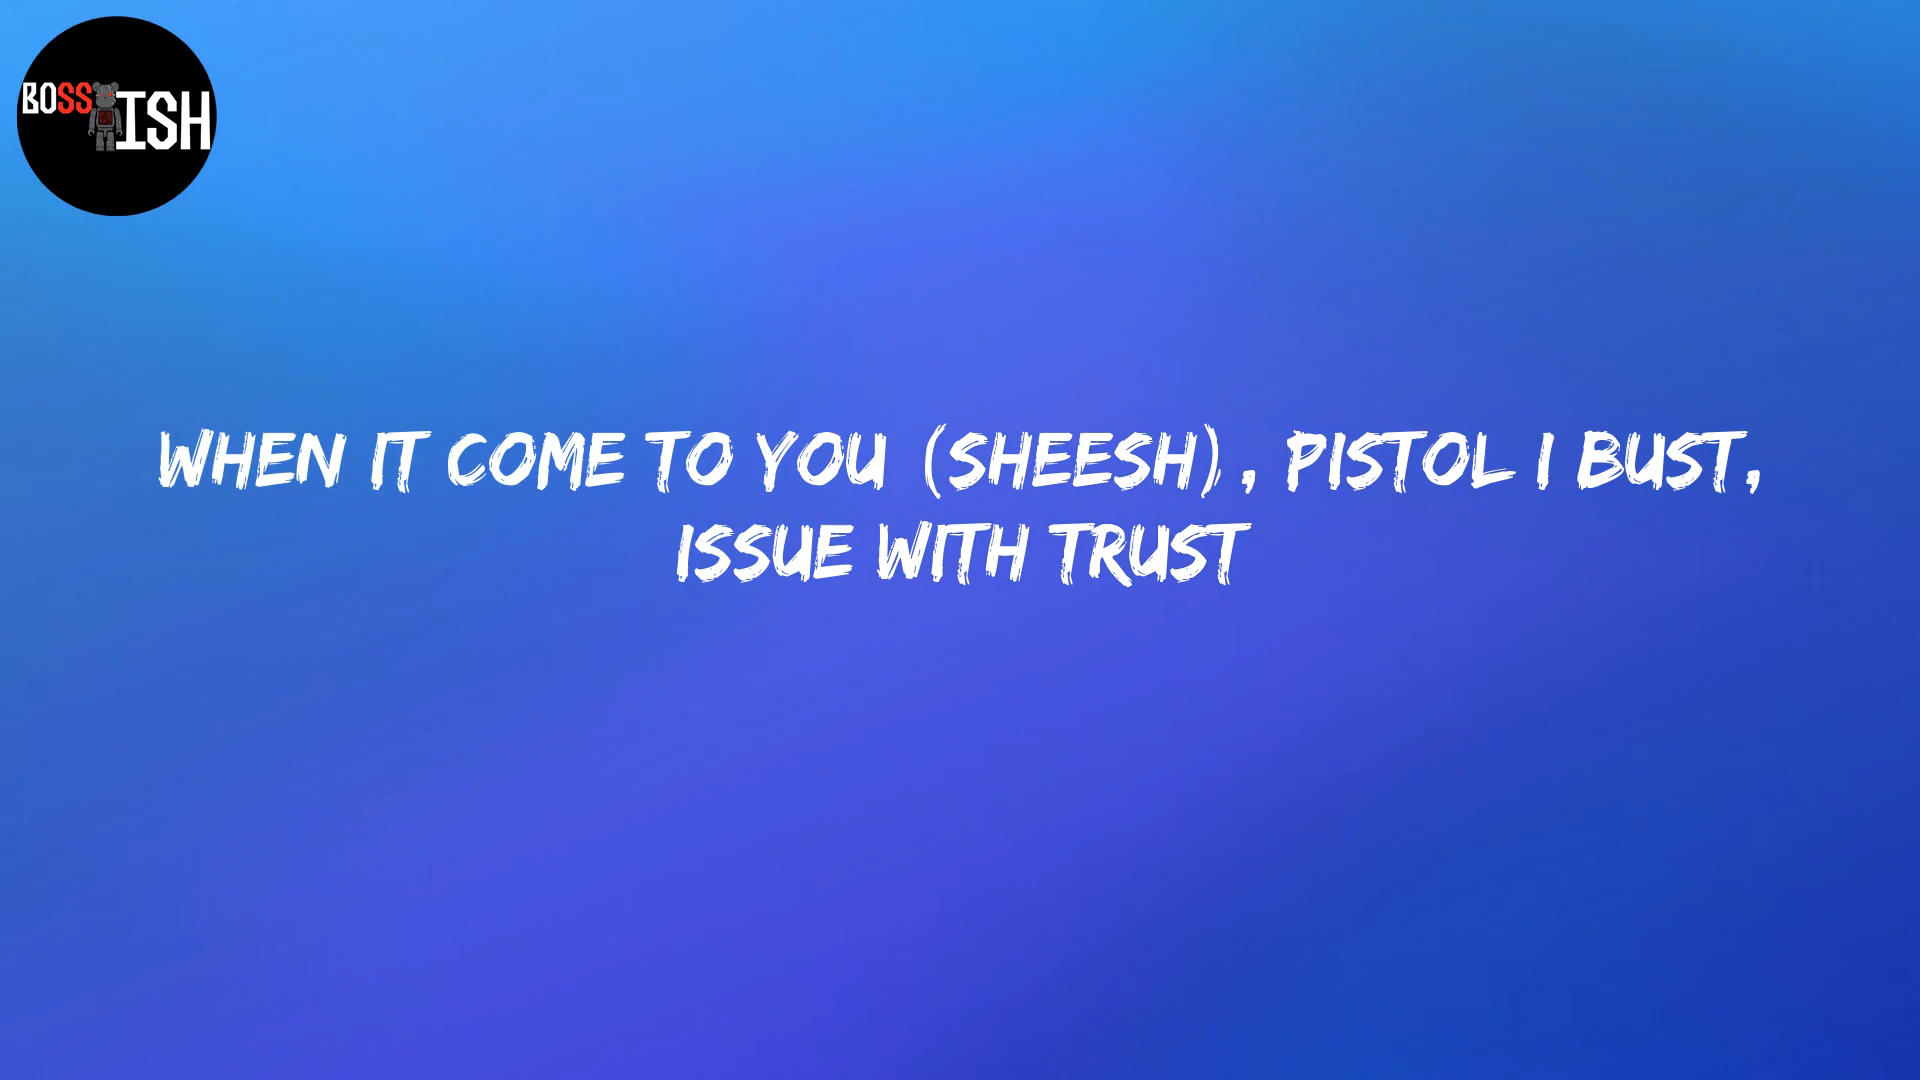 BOSS ISH
WHEN IT COME TO YOU (SHEESH), PISTOL I BUST,
ISSUE WITH TRUST